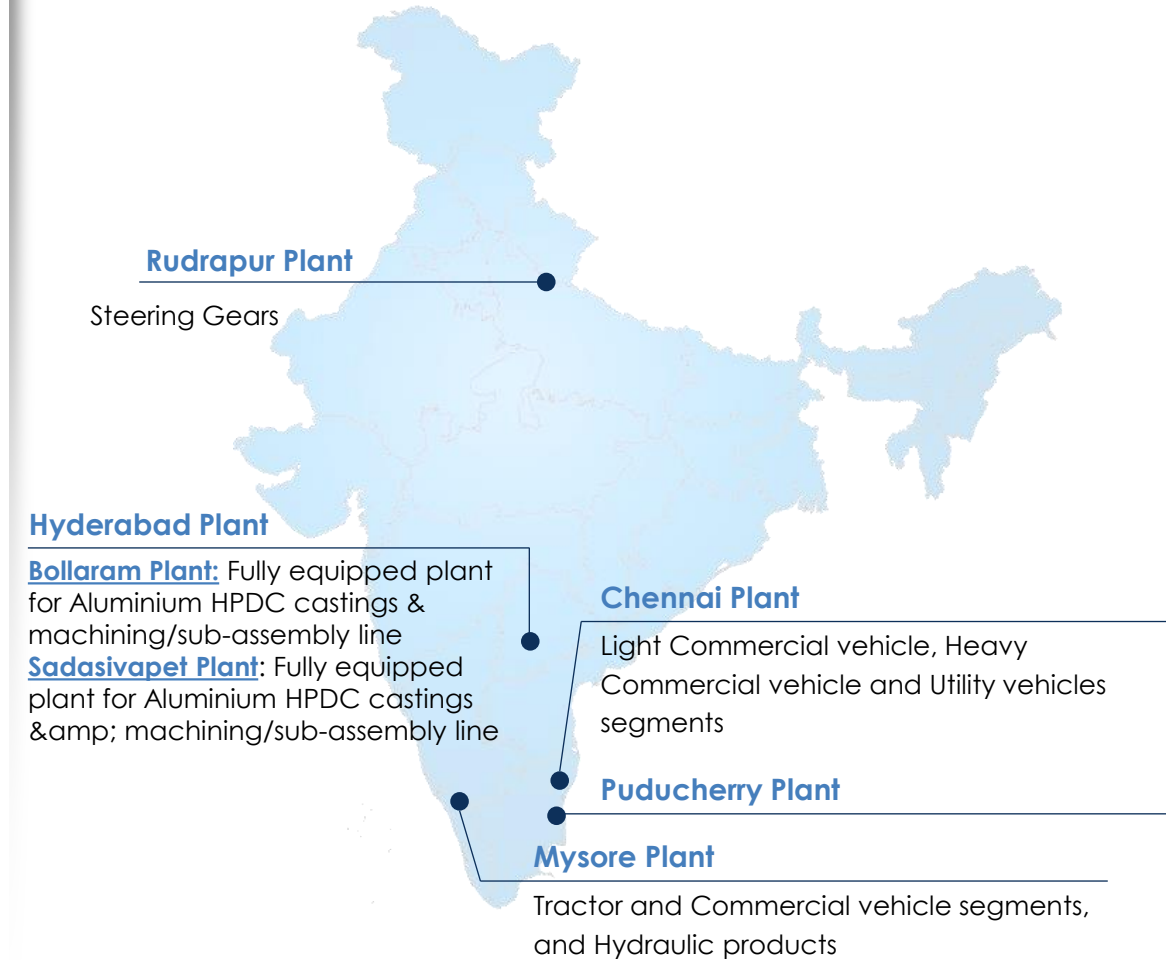 Rudrapur Plant
Steering Gears
Hyderabad Plant
Bollaram Plant: Fully equipped plant
for Aluminium HPDC castings &
machining/sub-assembly line
Sadasivapet Plant: Fully equipped
plant for Aluminium HPDC castings
&amp; machining/sub-assembly line
Chennai Plant
Light Commercial vehicle, Heavy
Commercial vehicle and Utility vehicles
segments
Puducherry Plant
Mysore Plant
Tractor and Commercial vehicle segments,
and Hydraulic products